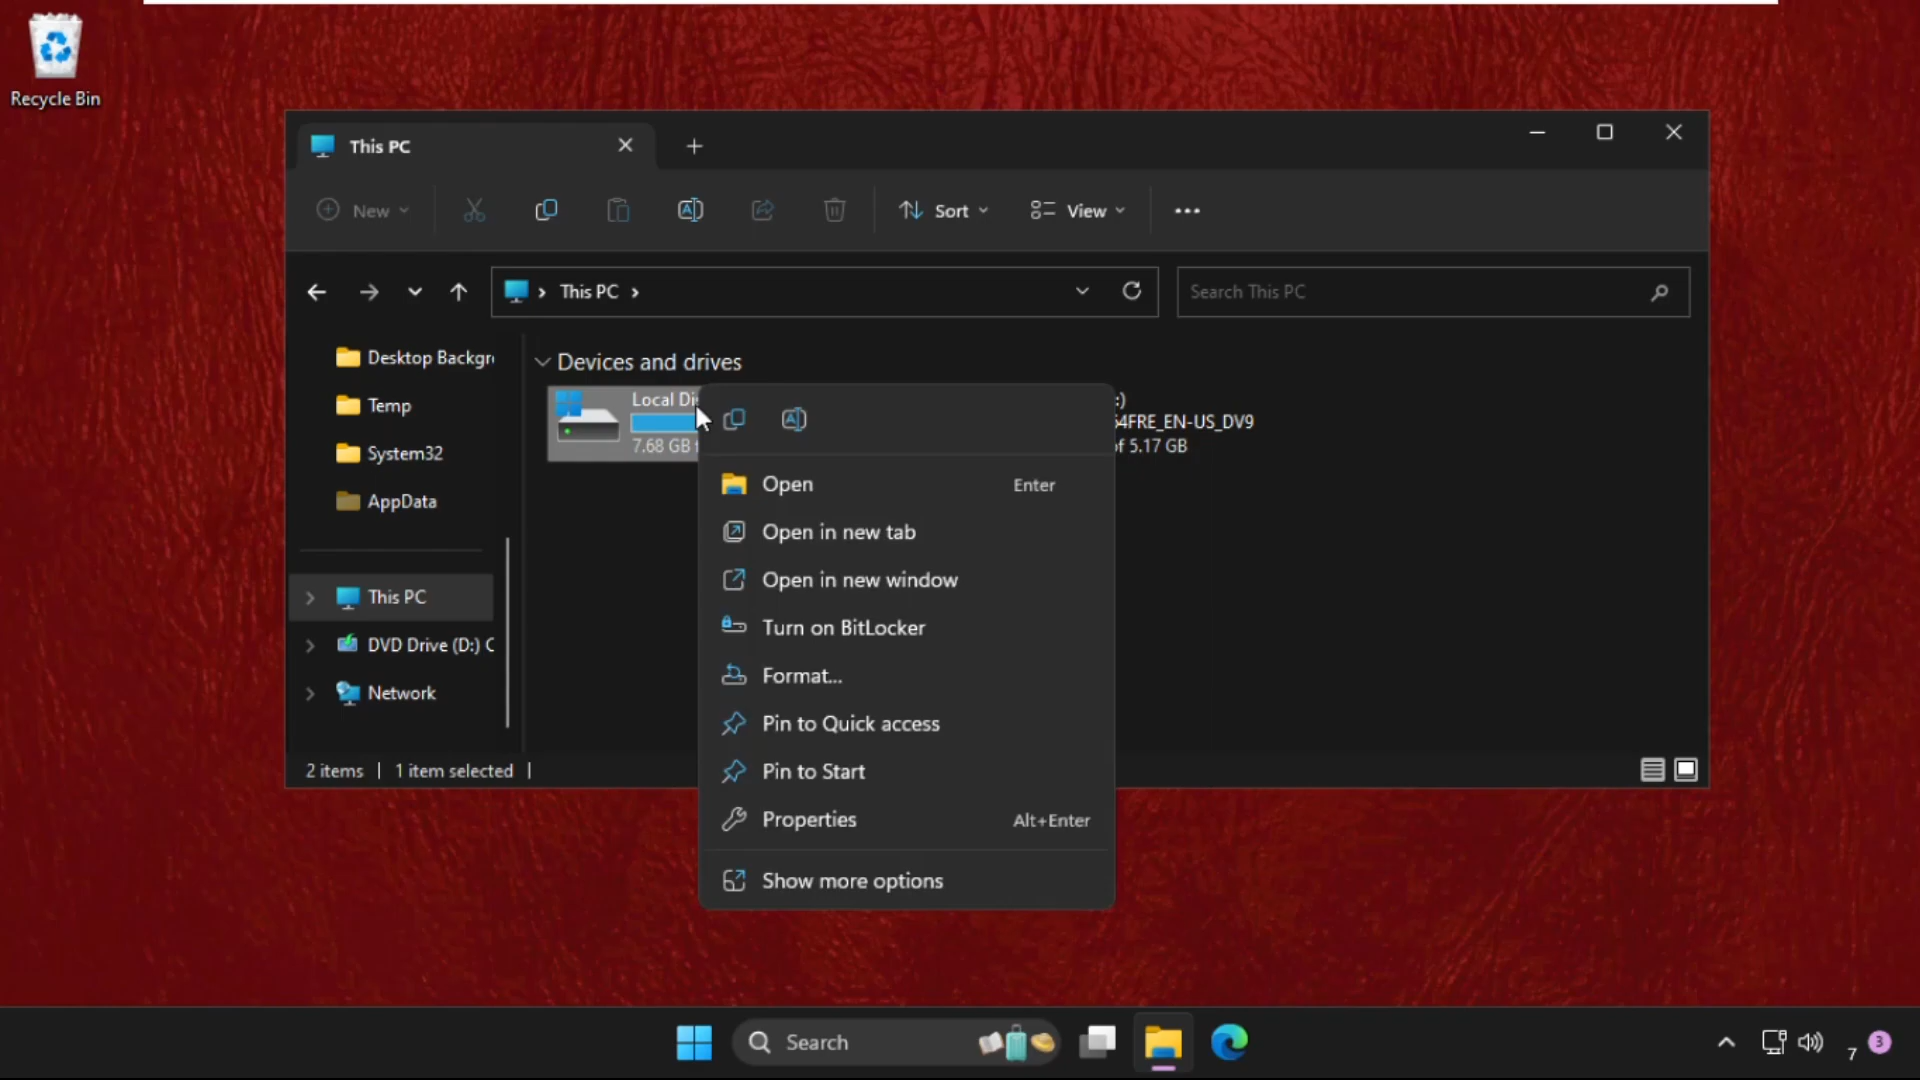 Recycle Bin
This PC
New
Sort
View
This PC
Search This PC
Desktop Backgr
Temp
System32
AppData
This PC
DVD Drive (D:) C
Network
Devices and drives
Local Di
7.68 GB
:)
4FRE_EN-US_DV9
of 5.17 GB
Open Enter
Open in new tab
Open in new window
Turn on BitLocker
Format...
Pin to Quick access
Pin to Start
Properties Alt+Enter
Show more options
2 items 1 item selected
Search
7
3